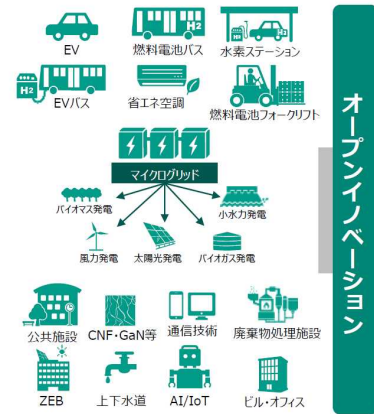 EV
H2
燃料電池バス
H2
水素ステーション
H2
EVバス
省エネ空調
燃料電池フォークリフト
マイクログリッド
バイオマス発電
小水力発電
風力発電
太陽光発電
バイオガス発電
公共施設
CNF・GaN等
通信技術
廃棄物処理施設
ZEB
上下水道
AI/IoT
ビル・オフィス
オープンイノベーション